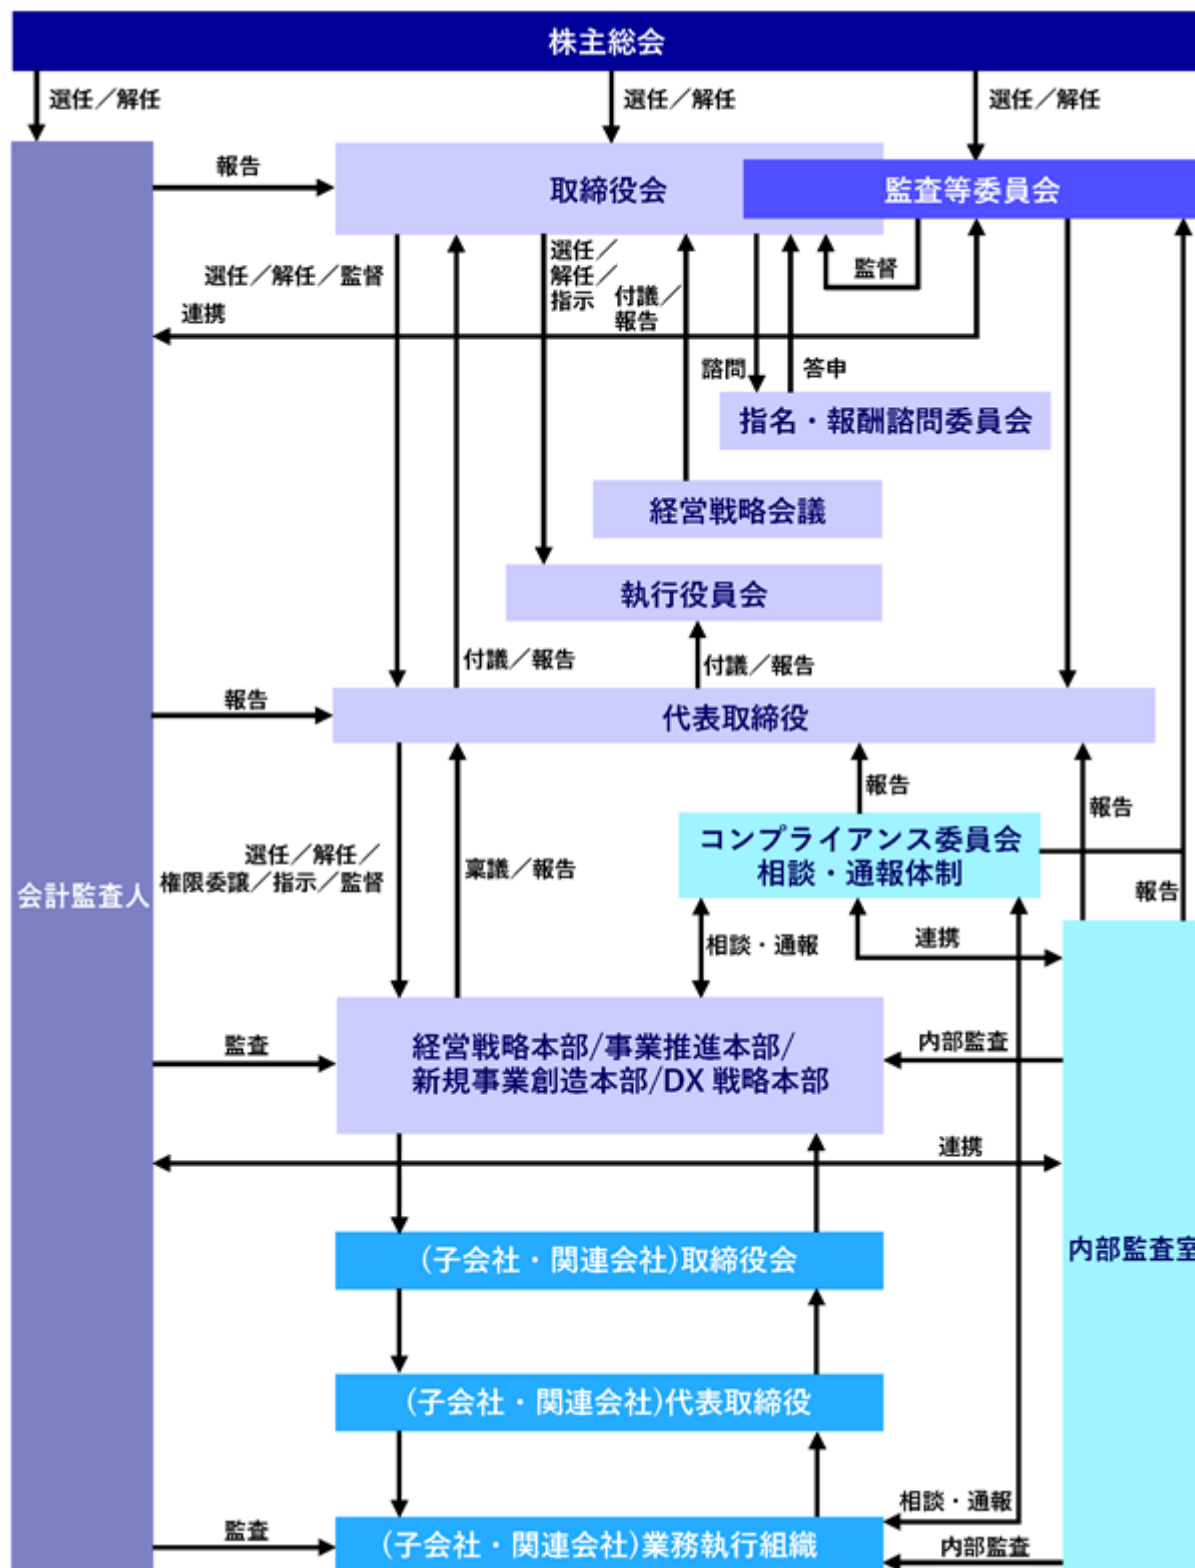 株主総会
選任／解任
選任／解任
選任／解任
報告
取締役会
監査等委員会
選任／解任／監督
選任／
解任／
指示
付議／
報告
監督
連携
諮問
答申
指名・報酬諮問委員会
経営戦略会議
執行役員会
付議／報告
付議／報告
報告
代表取締役
報告
報告
コンプライアンス委員会
相談・通報体制
選任／解任／
権限委譲／指示／監督
稟議／報告
会計監査人
報告
相談・通報
連携
監査
経営戦略本部/事業推進本部/
新規事業創造本部/DX 戦略本部
内部監査
連携
(子会社・関連会社)取締役会
内部監査室
(子会社・関連会社)代表取締役
相談・通報
監査
(子会社・関連会社)業務執行組織
内部監査